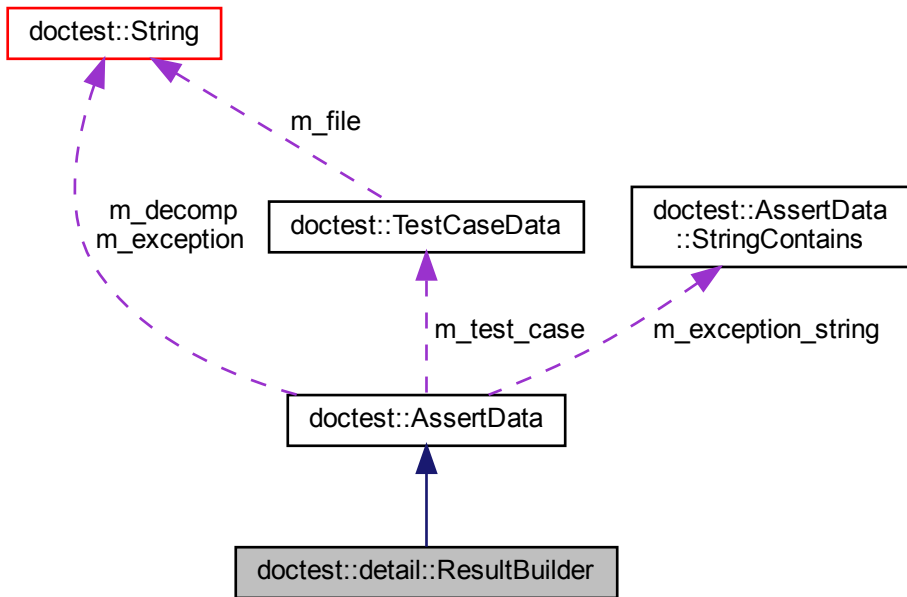 doctest::String
m_file
m_decomp
m_exception
doctest::TestCaseData
doctest::AssertData
::StringContains
m_test_case
m_exception_string
doctest::AssertData
doctest::detail::ResultBuilder